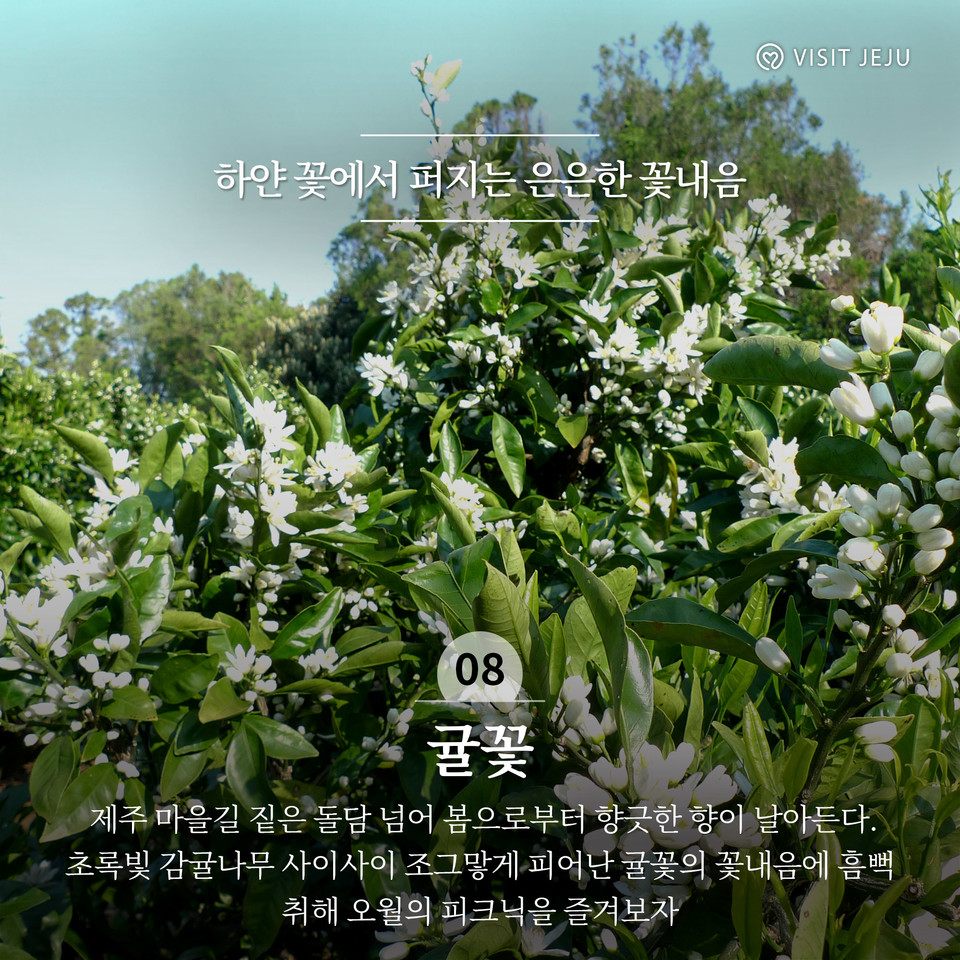 VISIT JEJU
하얀 꽃에서 퍼지는 은은한 꽃내음
08
귤꽃
제주 마을길 짙은 돌담 넘어 봄으로부터 향긋한 향이 날아든다.
초록빛 감귤나무 사이사이 조그맣게 피어난 귤꽃의 꽃내음에 흠뻑
취해 오월의 피크닉을 즐겨보자